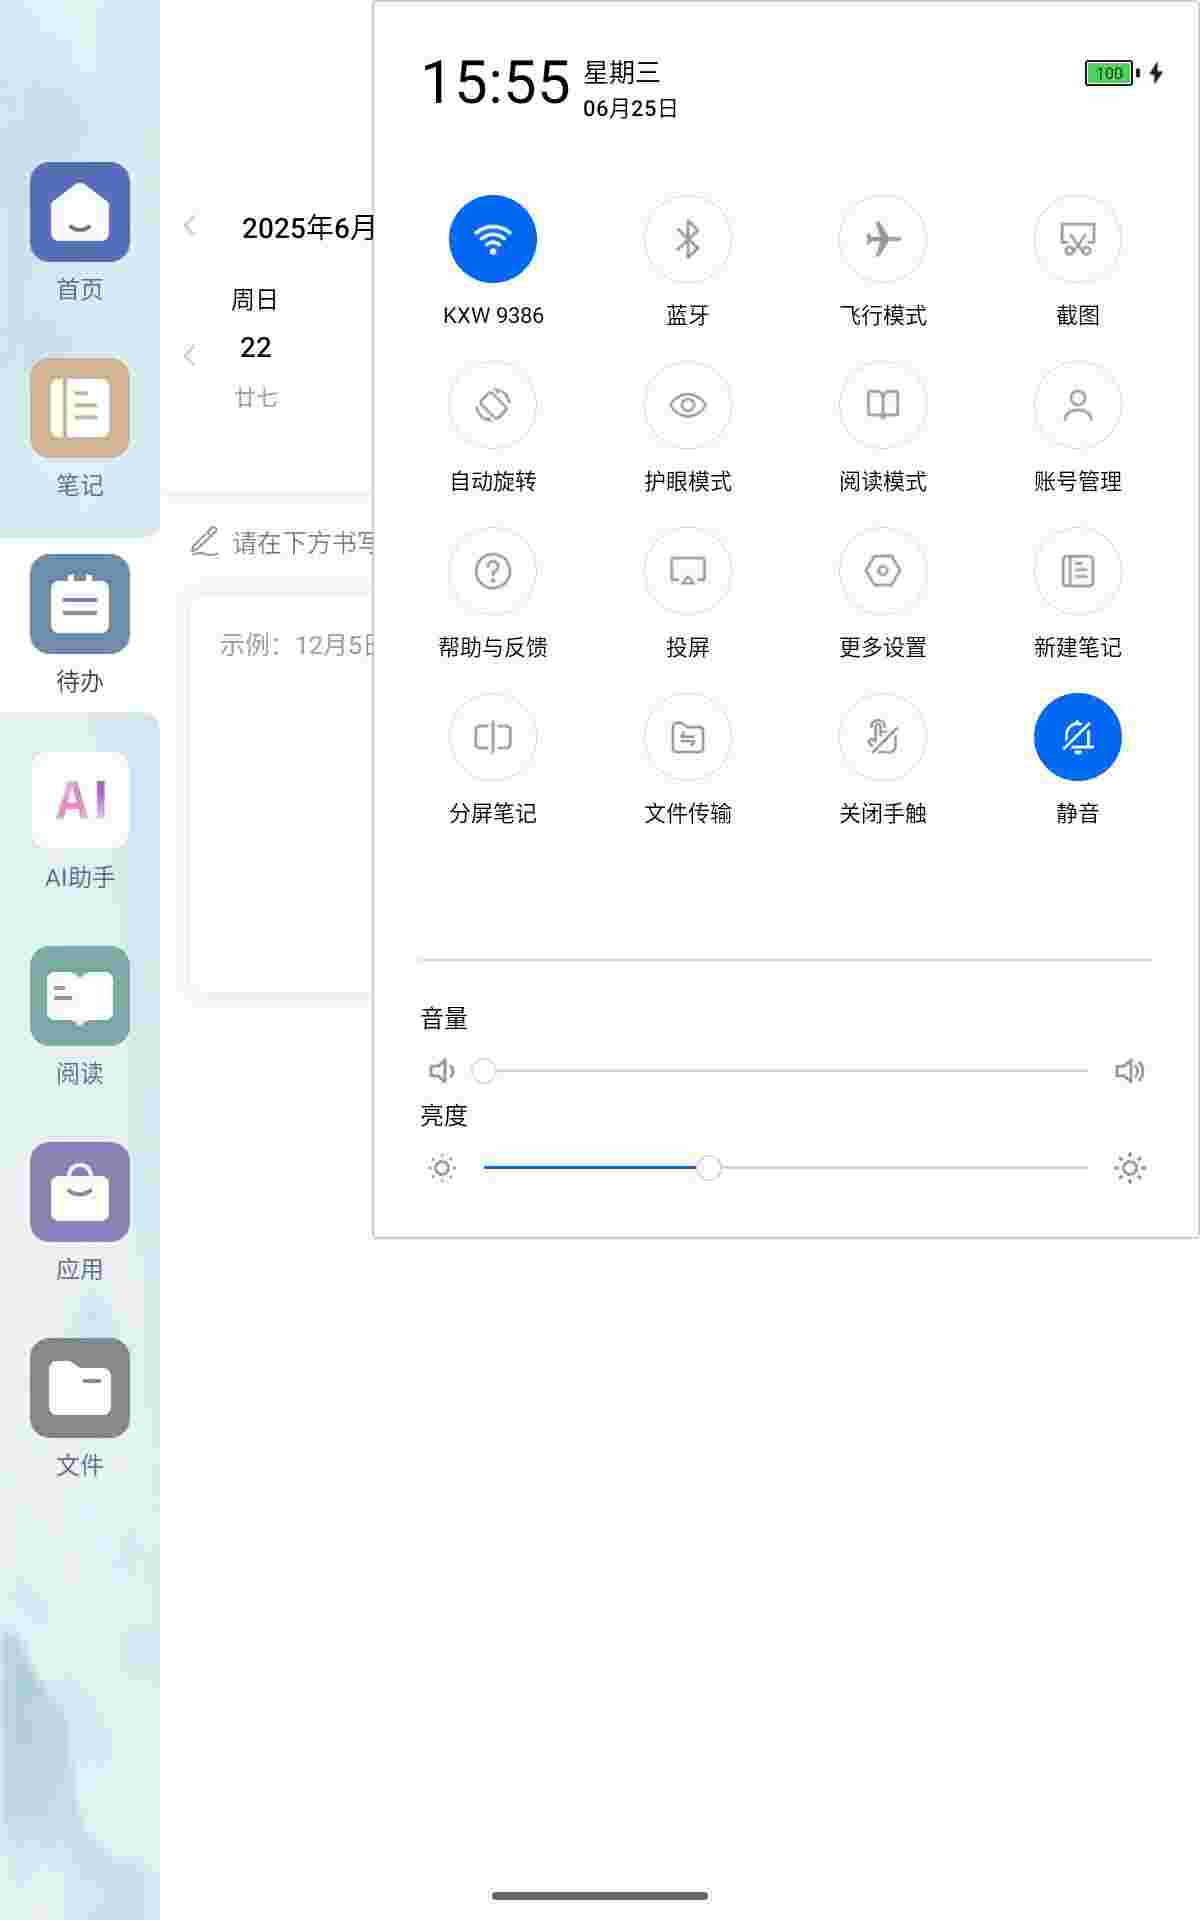 15:55
星期三
06月25日
100
KXW 9386
蓝牙
飞行模式
截图
自动旋转
护眼模式
阅读模式
账号管理
帮助与反馈
投屏
更多设置
新建笔记
分屏笔记
文件传输
关闭手触
静音
音量
亮度
首页
笔记
待办
AI
AI助手
阅读
应用
文件
2025年6月
周日
22
廿七
请在下方书写
示例：12月5日